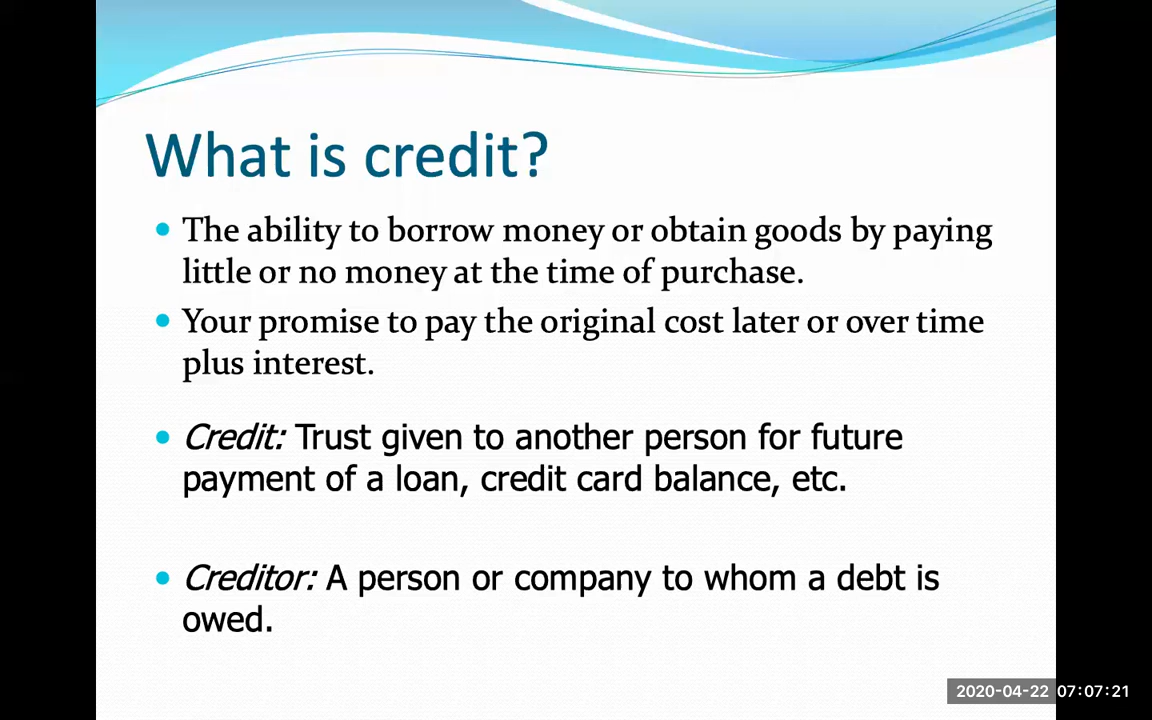 What is credit?
The ability to borrow money or obtain goods by paying
little or no money at the time of purchase.
Your promise to pay the original cost later or over time
plus interest.
Credit: Trust given to another person for future
payment of a loan, credit card balance, etc.
Creditor: A person or company to whom a debt is
owed.
2020-04-22 07:07:21